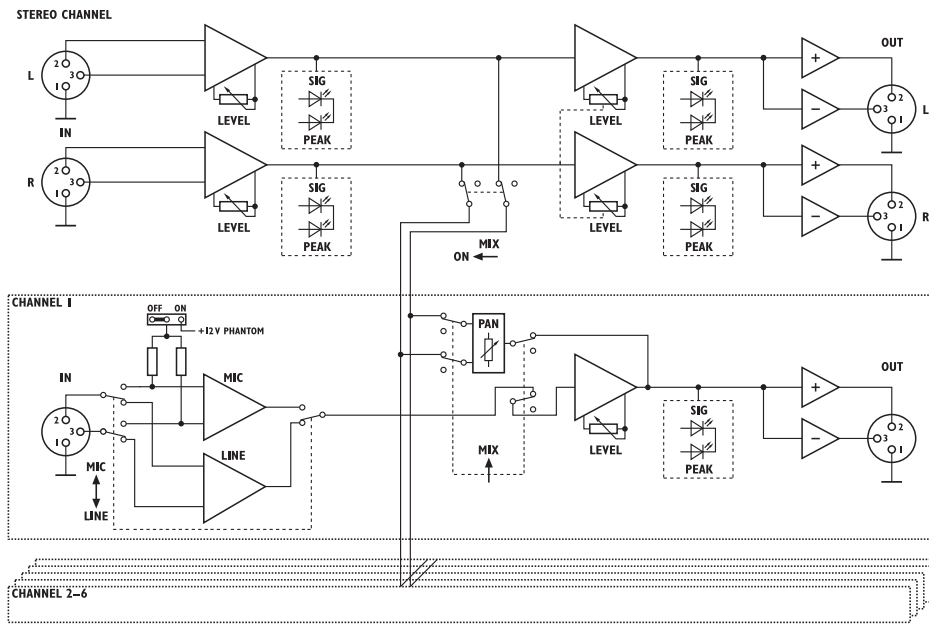 STEREO CHANNEL
L
2
3
1
IN
R
2
3
1
LEVEL
SIG
PEAK
LEVEL
SIG
PEAK
MIX
ON
LEVEL
SIG
PEAK
LEVEL
SIG
PEAK
OUT
+
−
2
3
1
L
+
−
2
3
1
R
CHANNEL 1
OFF ON
+12V PHANTOM
IN
2
3
1
MIC
LINE
MIC
LINE
PAN
MIX
LEVEL
SIG
PEAK
OUT
+
−
2
3
1
CHANNEL 2–6